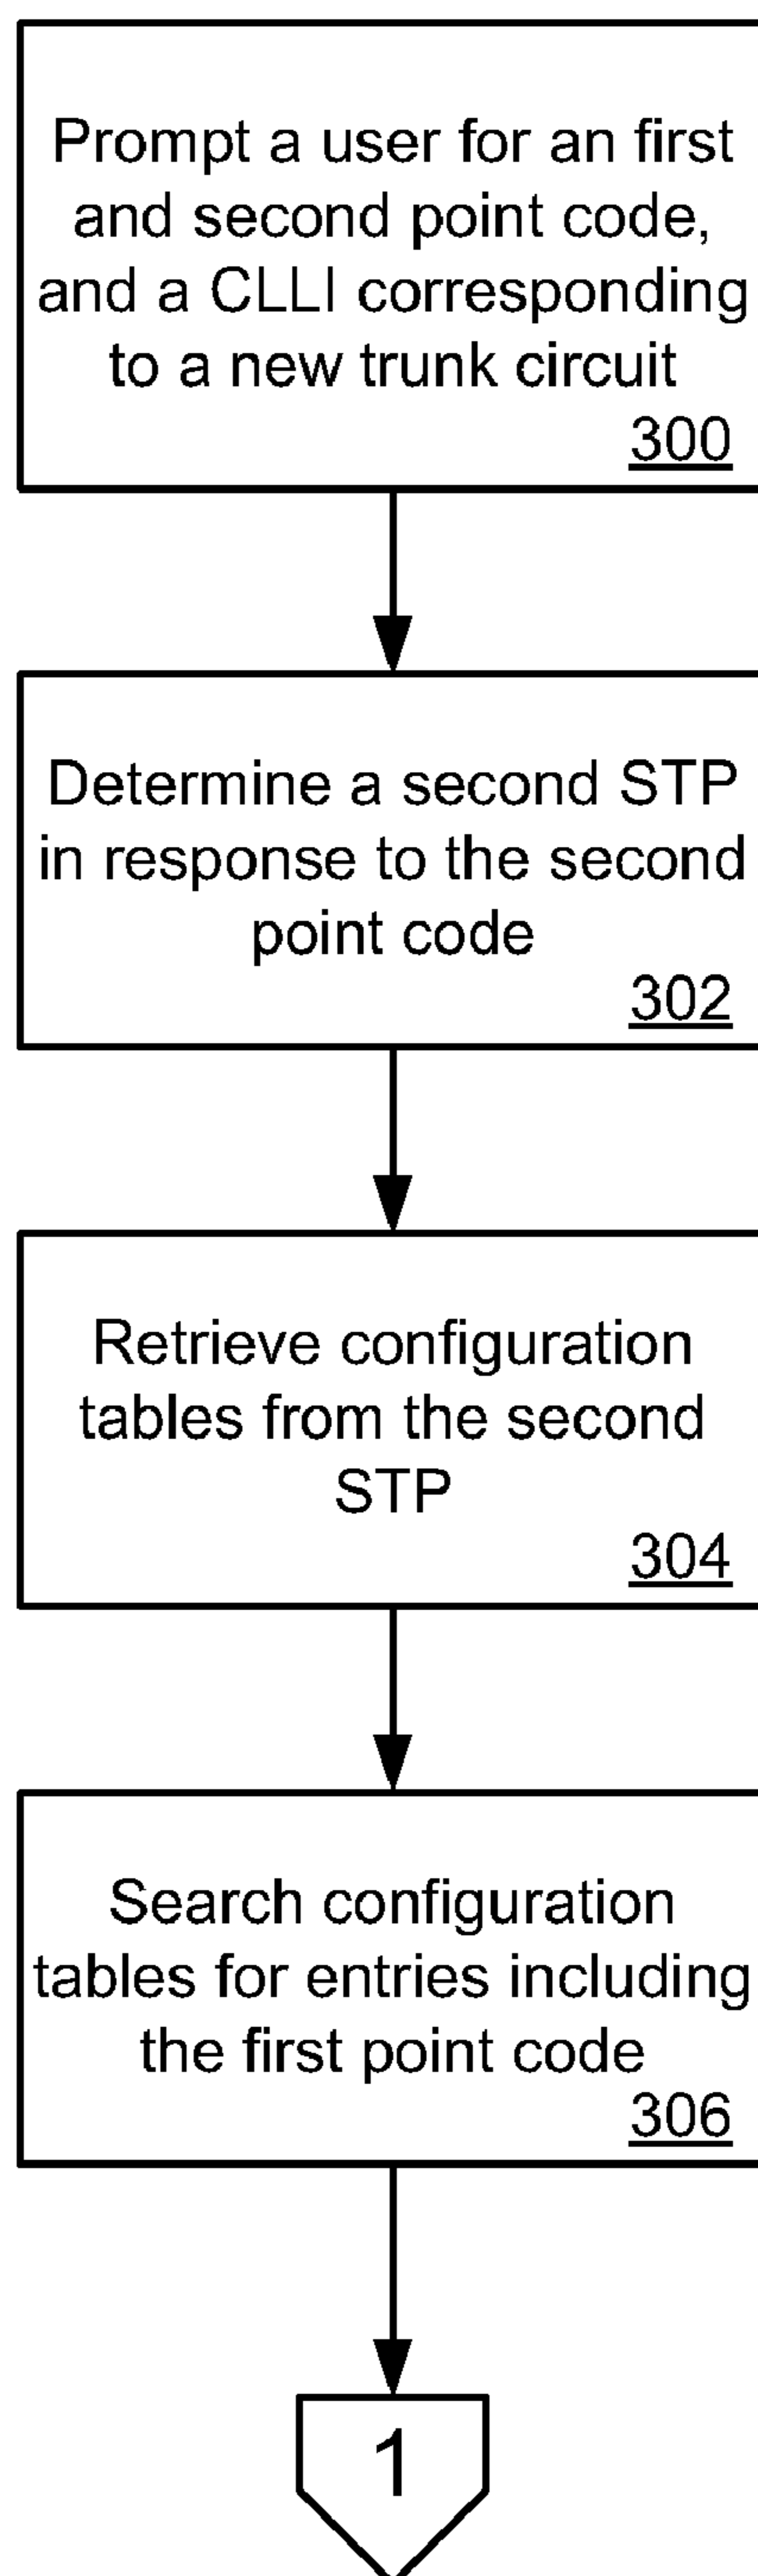 Prompt a user for an first
and second point code,
and a CLLI corresponding
to a new trunk circuit
300
Determine a second STP
in response to the second
point code
302
Retrieve configuration
tables from the second
STP
304
Search configuration
tables for entries including
the first point code
306
1